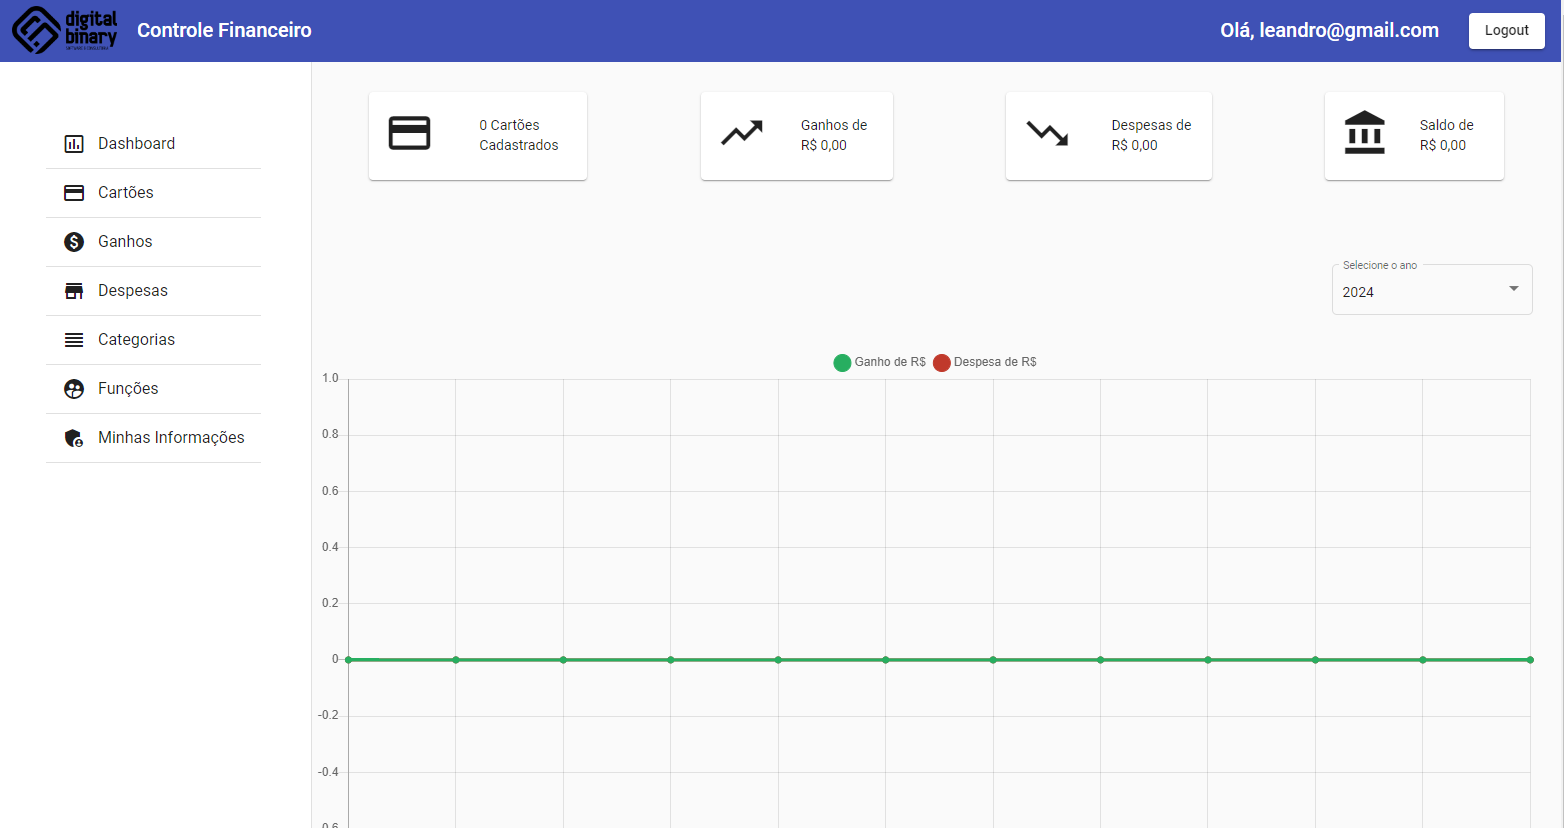 digital
binary
Controle Financeiro
Olá, leandro@gmail.com
Logout
Dashboard
Cartões
Ganhos
Despesas
Categorias
Funções
Minhas Informações
0 Cartões
Cadastrados
Ganhos de
R$ 0,00
Despesas de
R$ 0,00
Saldo de
R$ 0,00
Selecione o ano
2024
Ganho de R$ Despesa de R$
1.0
0.8
0.6
0.4
0.2
0
-0.2
-0.4